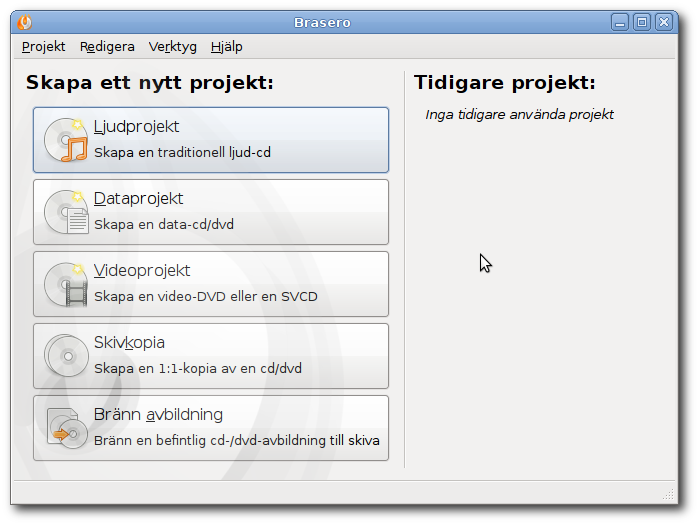 Brasero
Projekt Redigera Verktyg Hjälp
Skapa ett nytt projekt:
Ljudprojekt
Skapa en traditionell ljud-cd
Dataprojekt
Skapa en data-cd/dvd
Videoprojekt
Skapa en video-DVD eller en SVCD
Skivkopia
Skapa en 1:1-kopia av en cd/dvd
Bränn avbildning
Bränn en befintlig cd-/dvd-avbildning till skiva
Tidigare projekt:
Inga tidigare använda projekt